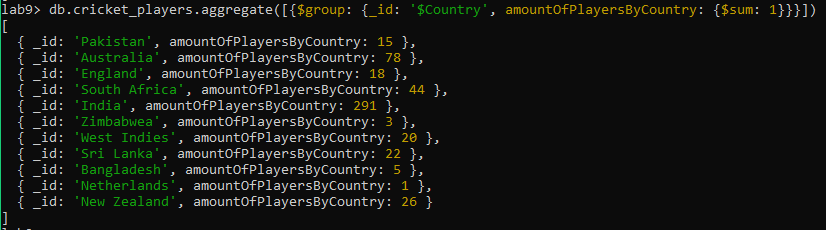 lab9> db.cricket_players.aggregate([{$group: {_id: '$Country', amountOfPlayersByCountry: {$sum: 1}}}])
[
  { _id: 'Pakistan', amountOfPlayersByCountry: 15 },
  { _id: 'Australia', amountOfPlayersByCountry: 78 },
  { _id: 'England', amountOfPlayersByCountry: 18 },
  { _id: 'South Africa', amountOfPlayersByCountry: 44 },
  { _id: 'India', amountOfPlayersByCountry: 291 },
  { _id: 'Zimbabwea', amountOfPlayersByCountry: 3 },
  { _id: 'West Indies', amountOfPlayersByCountry: 20 },
  { _id: 'Sri Lanka', amountOfPlayersByCountry: 22 },
  { _id: 'Bangladesh', amountOfPlayersByCountry: 5 },
  { _id: 'Netherlands', amountOfPlayersByCountry: 1 },
  { _id: 'New Zealand', amountOfPlayersByCountry: 26 }
]